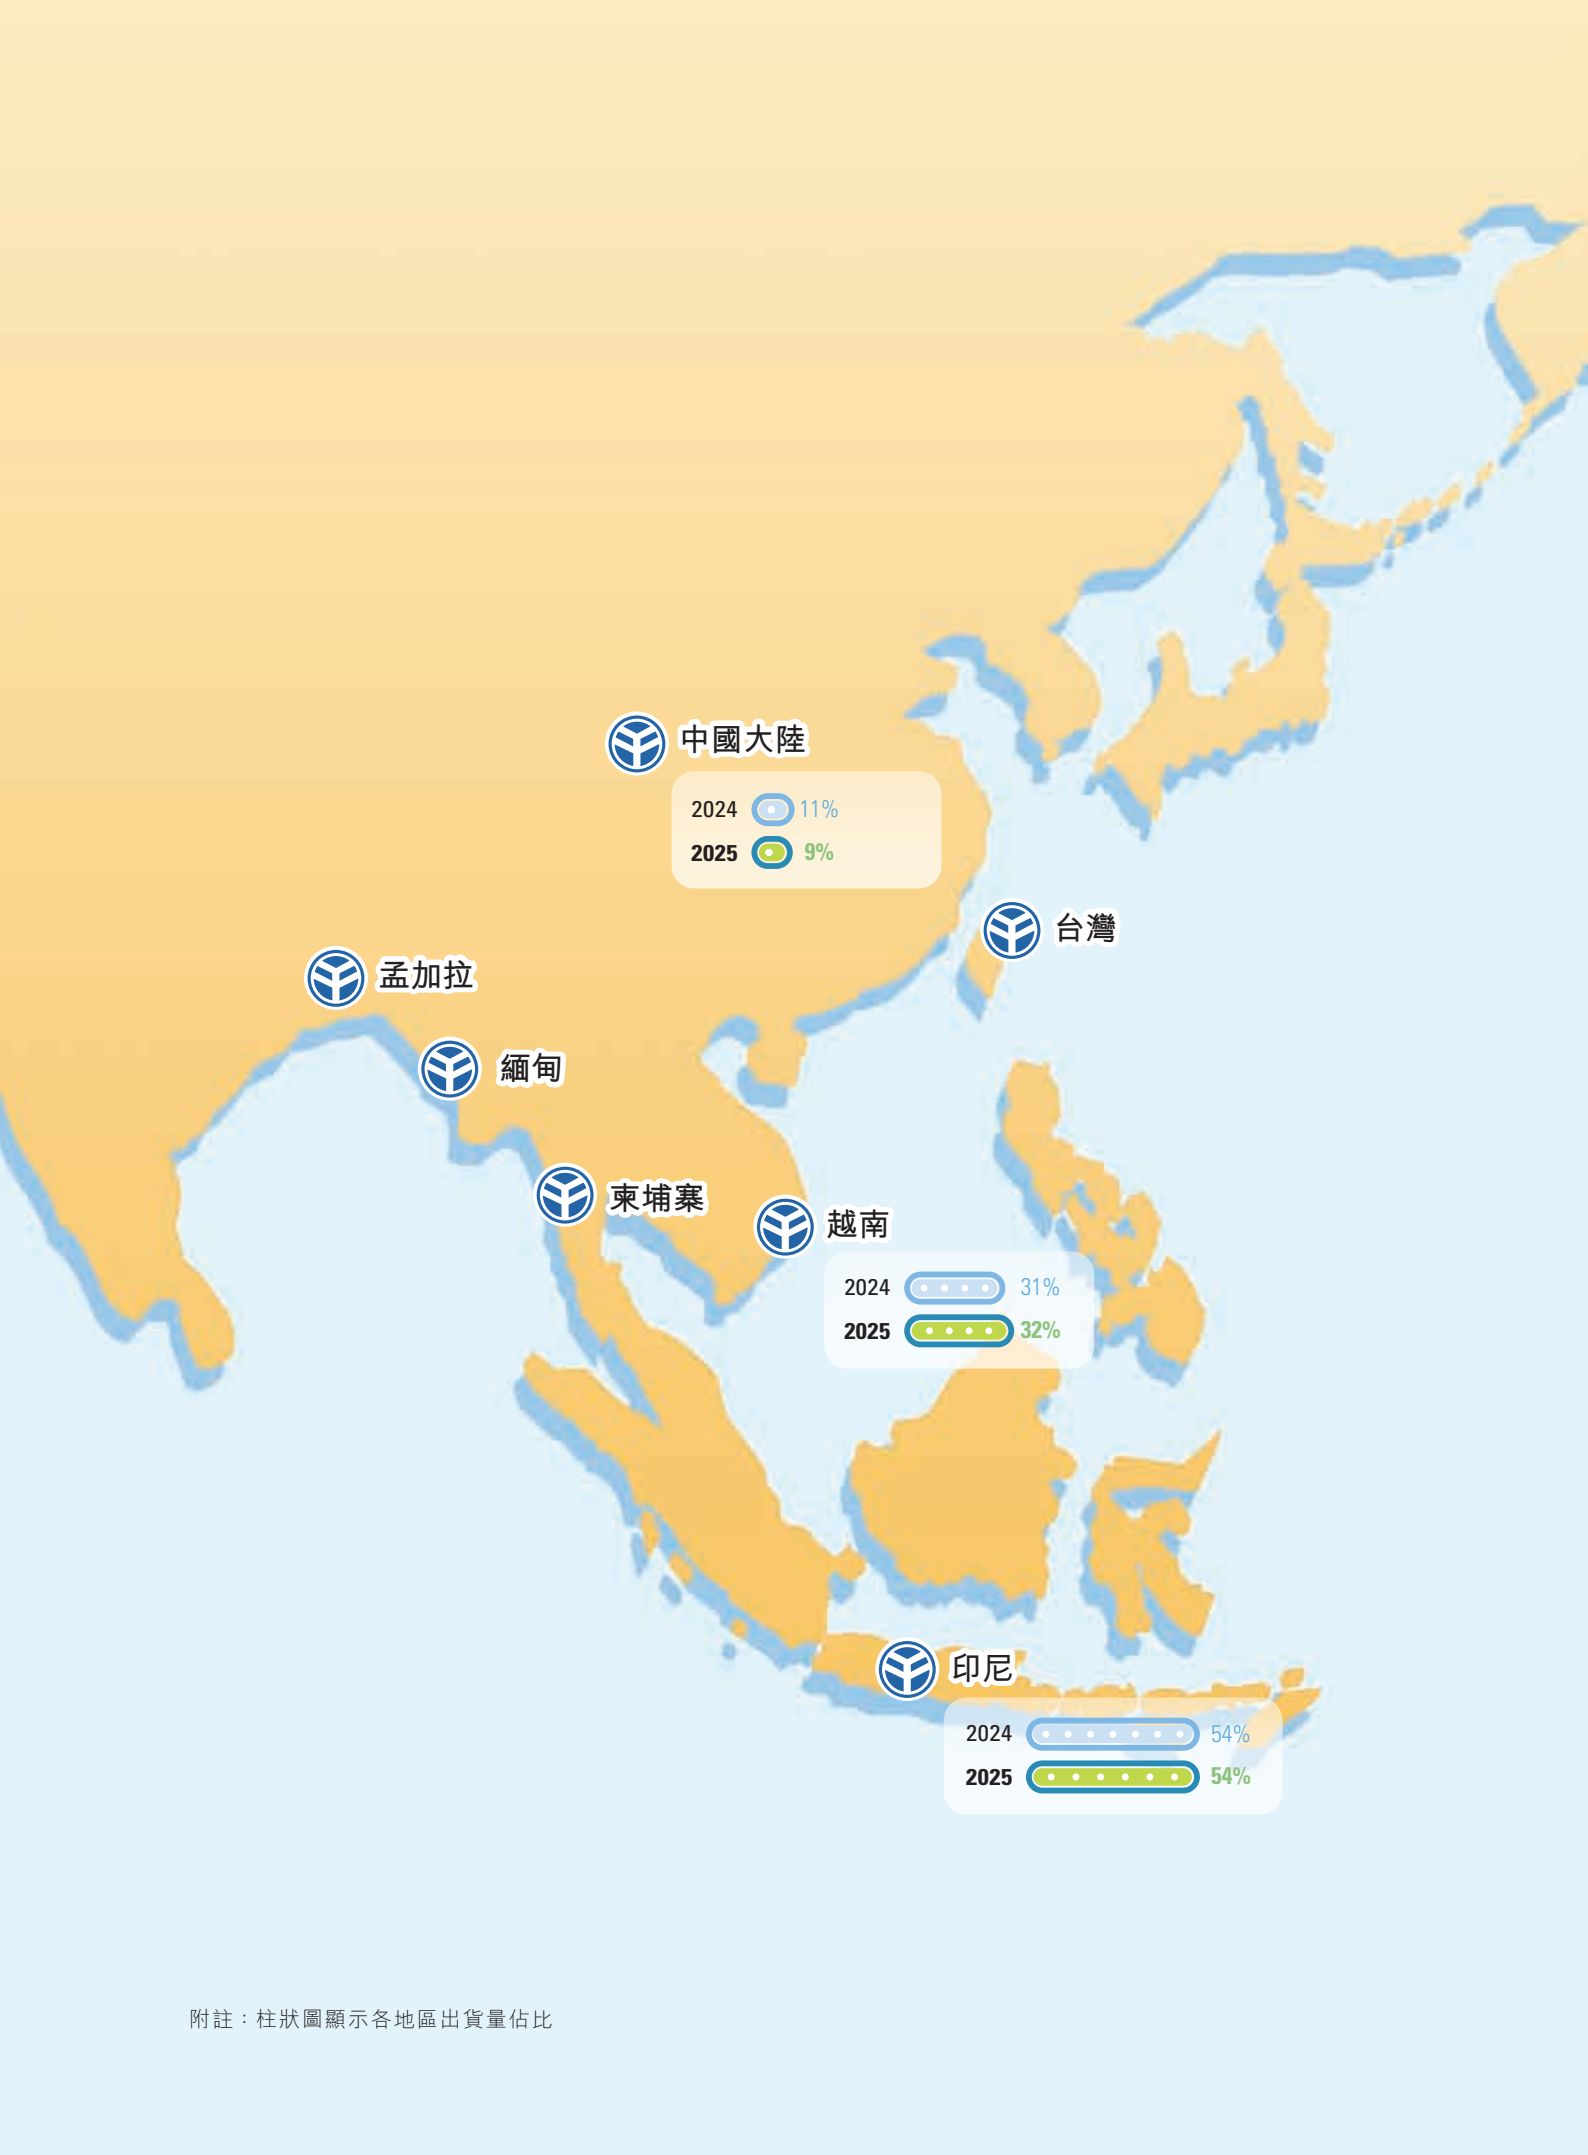 中國大陸
2024 11%
2025 9%
台灣
孟加拉
緬甸
柬埔寨
越南
2024 31%
2025 32%
印尼
2024 54%
2025 54%
附註：柱狀圖顯示各地區出貨量佔比